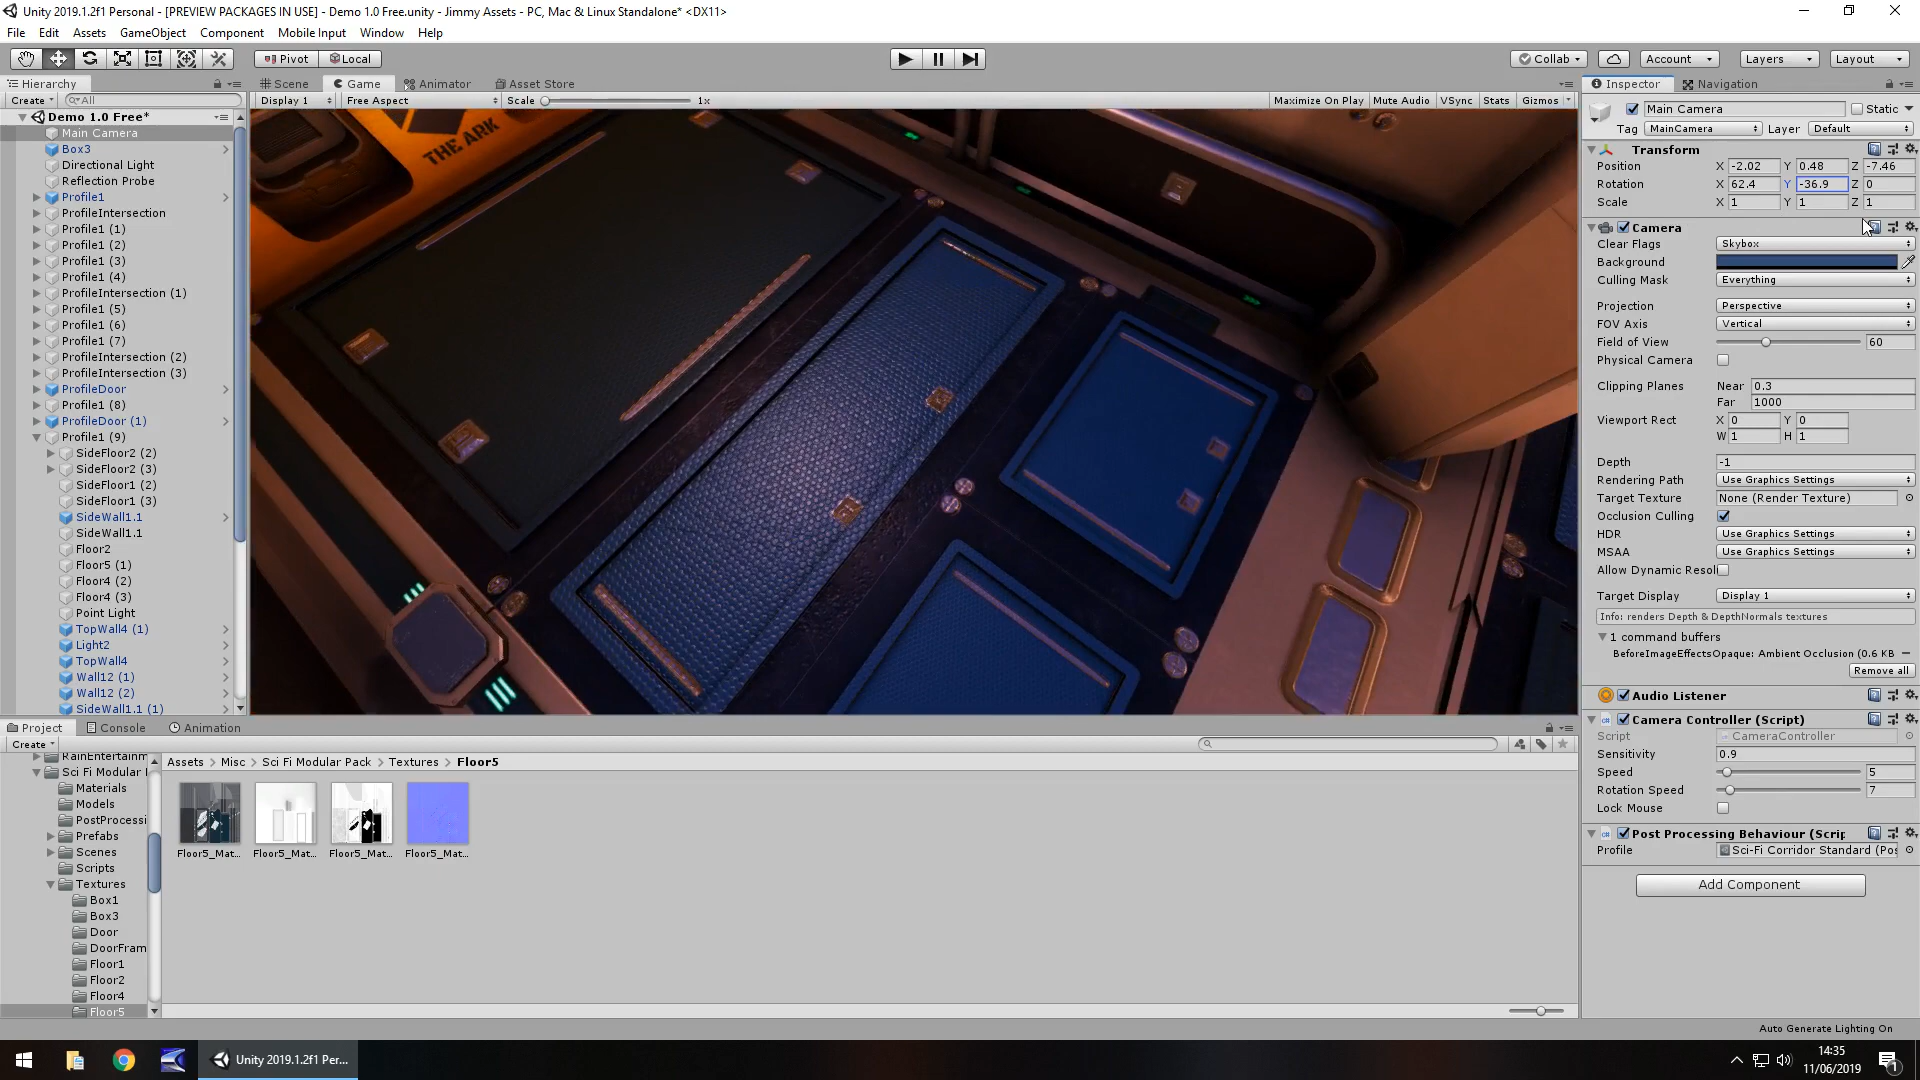 Unity 2019.1.2f1 Personal - [PREVIEW PACKAGES IN USE] - Demo 1.0 Free.unity - Jimmy Assets - PC, Mac & Linux Standalone* <DX11>
File Edit Assets GameObject Component Mobile Input Window Help
Pivot Local Collab Account Layers Layout
Hierarchy Scene Game Animator Asset Store Inspector Navigation
Create All Display 1 Free Aspect Scale 1x Maximize On Play Mute Audio VSync Stats Gizmos
Demo 1.0 Free*
Main Camera
Box3
Directional Light
Reflection Probe
Profile1
ProfileIntersection
Profile1 (1)
Profile1 (2)
Profile1 (3)
Profile1 (4)
ProfileIntersection (1)
Profile1 (5)
Profile1 (6)
Profile1 (7)
ProfileIntersection (2)
ProfileIntersection (3)
ProfileDoor
Profile1 (8)
ProfileDoor (1)
Profile1 (9)
SideFloor2 (2)
SideFloor2 (3)
SideFloor1 (2)
SideFloor1 (3)
SideWall1.1
SideWall1.1
Floor2
Floor5 (1)
Floor4 (2)
Floor4 (3)
Point Light
TopWall4 (1)
Light2
TopWall4
Wall12 (1)
Wall12 (2)
SideWall1.1 (1)
THE ARK
Main Camera Static
Tag MainCamera Layer Default
Transform
Position X -2.02 Y 0.48 Z -7.46
Rotation X 62.4 Y -36.9 Z 0
Scale X 1 Y 1 Z 1
Camera
Clear Flags Skybox
Background
Culling Mask Everything
Projection Perspective
FOV Axis Vertical
Field of View 60
Physical Camera
Clipping Planes Near 0.3
Far 1000
Viewport Rect X 0 Y 0
W 1 H 1
Depth -1
Rendering Path Use Graphics Settings
Target Texture None (Render Texture)
Occlusion Culling
HDR Use Graphics Settings
MSAA Use Graphics Settings
Allow Dynamic Resol
Target Display Display 1
Info: renders Depth & DepthNormals textures
1 command buffers
BeforeImageEffectsOpaque: Ambient Occlusion (0.6 KB
Remove all
Audio Listener
Camera Controller (Script)
Script CameraController
Sensitivity 0.9
Speed 5
Rotation Speed 7
Lock Mouse
Post Processing Behaviour (Scrip
Profile Sci-Fi Corridor Standard (Pos
Add Component
Project Console Animation
Create
RainEntertainm
Sci Fi Modular
Materials
Models
PostProcessi
Prefabs
Scenes
Scripts
Textures
Box1
Box3
Door
DoorFram
Floor1
Floor2
Floor4
Floor5
Assets > Misc > Sci Fi Modular Pack > Textures > Floor5
Floor5_Mat... Floor5_Mat... Floor5_Mat... Floor5_Mat...
Auto Generate Lighting On
Unity 2019.1.2f1 Per...
14:35
11/06/2019
1